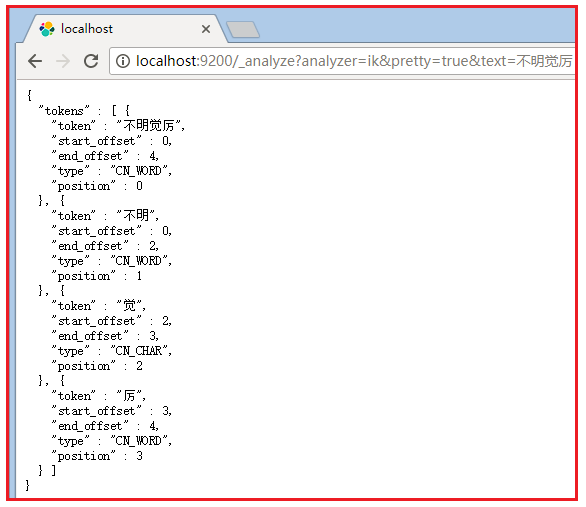 localhost
localhost:9200/_analyze?analyzer=ik&pretty=true&text=不明觉厉
{
  "tokens" : [ {
    "token" : "不明觉厉",
    "start_offset" : 0,
    "end_offset" : 4,
    "type" : "CN_WORD",
    "position" : 0
  }, {
    "token" : "不明",
    "start_offset" : 0,
    "end_offset" : 2,
    "type" : "CN_WORD",
    "position" : 1
  }, {
    "token" : "觉",
    "start_offset" : 2,
    "end_offset" : 3,
    "type" : "CN_CHAR",
    "position" : 2
  }, {
    "token" : "厉",
    "start_offset" : 3,
    "end_offset" : 4,
    "type" : "CN_WORD",
    "position" : 3
  } ]
}